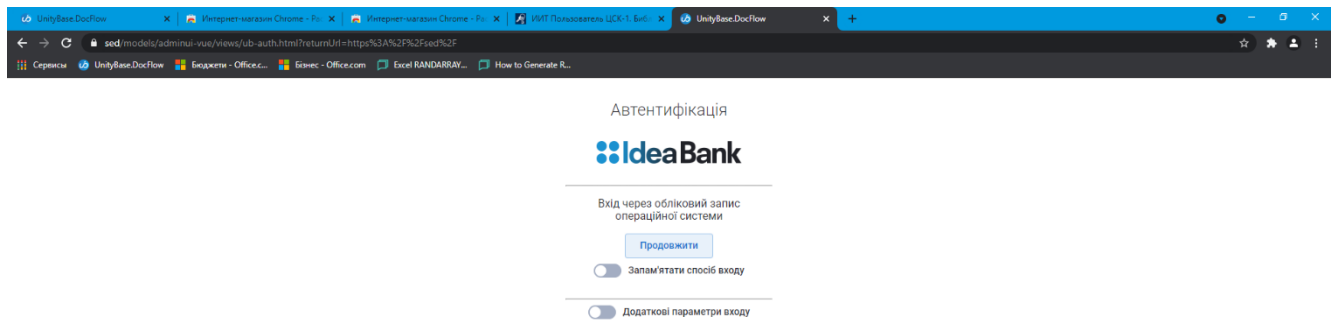 UnityBase.DocFlow
Интернет-магазин Chrome - Ра
Интернет-магазин Chrome - Ра
ИИТ Пользователь ЦСК-1. Библ
UnityBase.DocFlow
sed/models/adminui-vue/views/ub-auth.html?returnUrl=https%3A%2F%2Fsed%2F
Сервисы
UnityBase.DocFlow
Бюджети - Office.c...
Бізнес - Office.com
Excel RANDARRAY...
How to Generate R...
Автентифікація
Idea Bank
Вхід через обліковий запис
операційної системи
Продовжити
Запам'ятати спосіб входу
Додаткові параметри входу